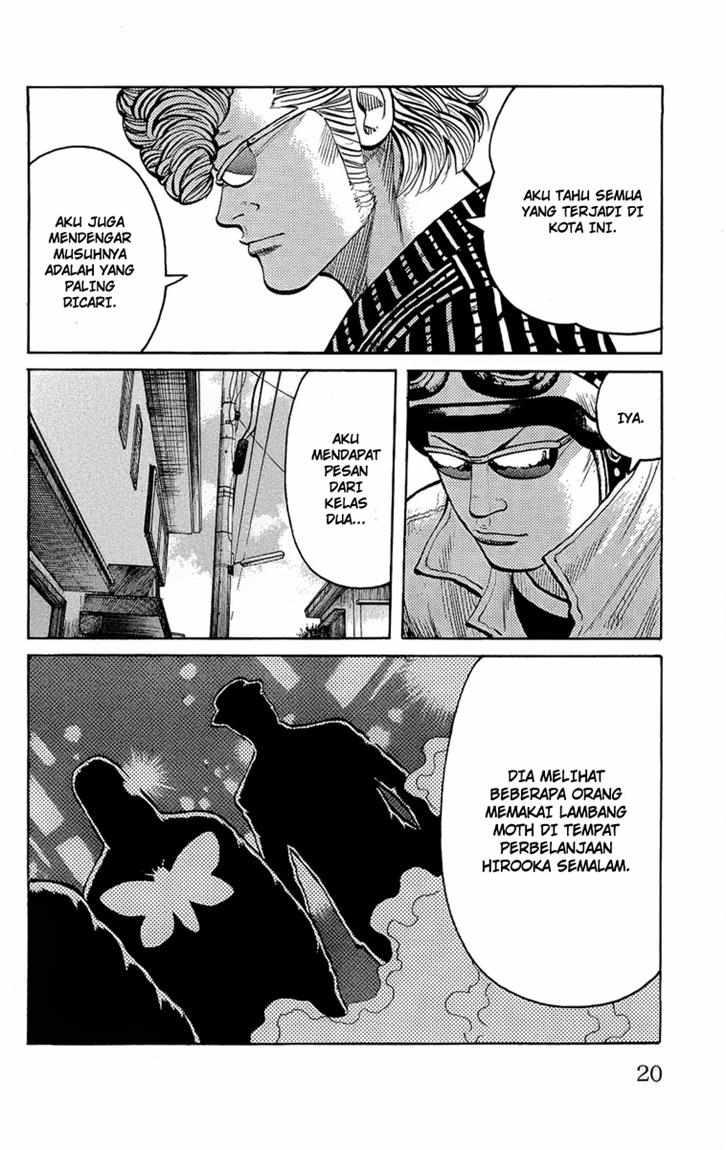 AKU TAHU SEMUA
YANG TERJADI DI
KOTA INI.
AKU JUGA
MENDENGAR
MUSUHNYA
ADALAH YANG
PALING
DICARI.
IYA.
AKU
MENDAPAT
PESAN
DARI
KELAS
DUA...
DIA MELIHAT
BEBERAPA ORANG
MEMAKAI LAMBANG
MOTH DI TEMPAT
PERBELANJAAN
HIROOKA SEMALAM.
20